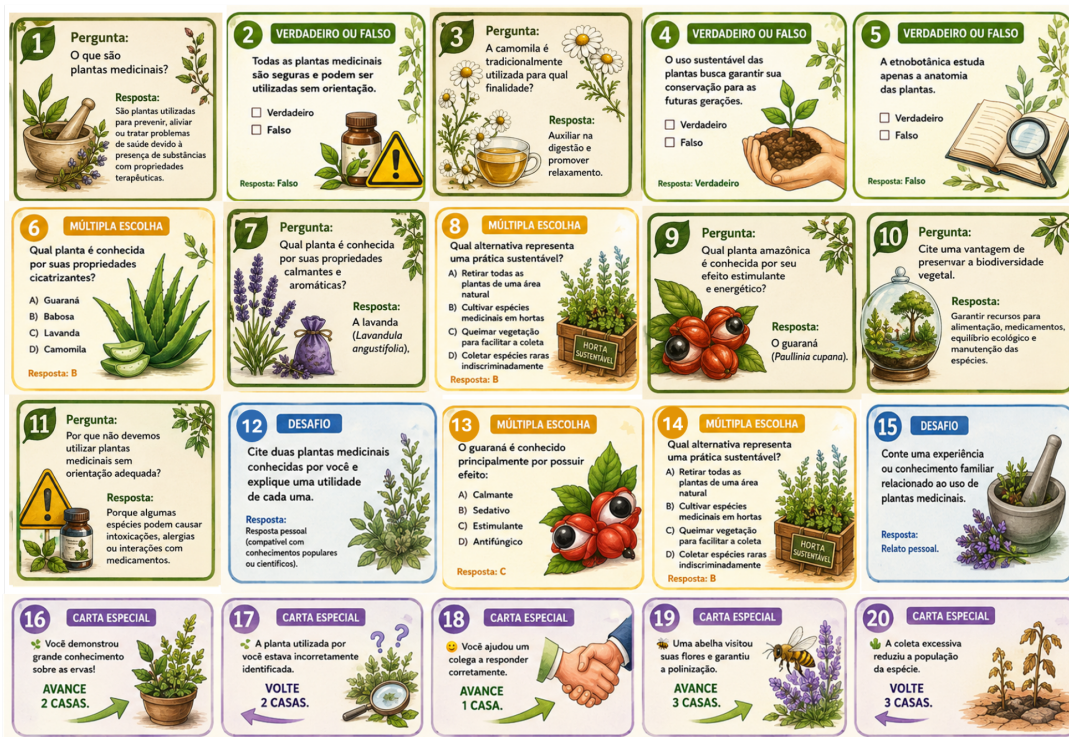 1
Pergunta:
O que são
plantas medicinais?
Resposta:
São plantas utilizadas
para prevenir, aliviar
ou tratar problemas
de saúde devido à
presença de substâncias
com propriedades
terapêuticas.
2
VERDADEIRO OU FALSO
Todas as plantas medicinais
são seguras e podem ser
utilizadas sem orientação.
Verdadeiro
Falso
Resposta: Falso
3
Pergunta:
A camomila é
tradicionalmente
utilizada para qual
finalidade?
Resposta:
Auxiliar na
digestão e
promover
relaxamento.
4
VERDADEIRO OU FALSO
O uso sustentável das
plantas busca garantir sua
conservação para as
futuras gerações.
Verdadeiro
Falso
Resposta: Verdadeiro
5
VERDADEIRO OU FALSO
A etnobotânica estuda
apenas a anatomia
das plantas.
Verdadeiro
Falso
Resposta: Falso
6
MÚLTIPLA ESCOLHA
Qual planta é conhecida
por suas propriedades
cicatrizantes?
A) Guaraná
B) Babosa
C) Lavanda
D) Camomila
Resposta: B
7
Pergunta:
Qual planta é conhecida
por suas propriedades
calmantes e
aromáticas?
Resposta:
A lavanda
(Lavandula
angustifolia).
8
MÚLTIPLA ESCOLHA
Qual alternativa representa
uma prática sustentável?
A) Retirar todas as
plantas de uma área
natural
B) Cultivar espécies
medicinais em hortas
C) Queimar vegetação
para facilitar a coleta
D) Coletar espécies raras
indiscriminadamente
Resposta: B
HORTA
SUSTENTÁVEL
9
Pergunta:
Qual planta amazônica
é conhecida por seu
efeito estimulante
e energético?
Resposta:
O guaraná
(Paullinia cupana).
10
Pergunta:
Cite uma vantagem de
preservar a biodiversidade
vegetal.
Resposta:
Garantir recursos para
alimentação, medicamentos,
equilíbrio ecológico e
manutenção das
espécies.
11
Pergunta:
Por que não devemos
utilizar plantas
medicinais sem
orientação adequada?
Resposta:
Porque algumas
espécies podem causar
intoxicações, alergias
ou interações com
medicamentos.
12
DESAFIO
Cite duas plantas medicinais
conhecidas por você e
explique uma utilidade
de cada uma.
Resposta:
Resposta pessoal
(compatível com
conhecimentos populares
ou científicos).
13
MÚLTIPLA ESCOLHA
O guaraná é conhecido
principalmente por possuir
efeito:
A) Calmante
B) Sedativo
C) Estimulante
D) Antifúngico
Resposta: C
14
MÚLTIPLA ESCOLHA
Qual alternativa representa
uma prática sustentável?
A) Retirar todas as
plantas de uma área
natural
B) Cultivar espécies
medicinais em hortas
C) Queimar vegetação
para facilitar a coleta
D) Coletar espécies raras
indiscriminadamente
Resposta: B
HORTA
SUSTENTÁVEL
15
DESAFIO
Conte uma experiência
ou conhecimento familiar
relacionado ao uso de
plantas medicinais.
Resposta:
Relato pessoal.
16
CARTA ESPECIAL
Você demonstrou
grande conhecimento
sobre as ervas!
AVANCE
2 CASAS.
17
CARTA ESPECIAL
A planta utilizada por
você estava incorretamente
identificada.
VOLTE
2 CASAS.
??
18
CARTA ESPECIAL
Você ajudou um
colega a responder
corretamente.
AVANCE
1 CASA.
19
CARTA ESPECIAL
Uma abelha visitou
suas flores e garantiu
a polinização.
AVANCE
3 CASAS.
20
CARTA ESPECIAL
A coleta excessiva
reduziu a população
da espécie.
VOLTE
3 CASAS.